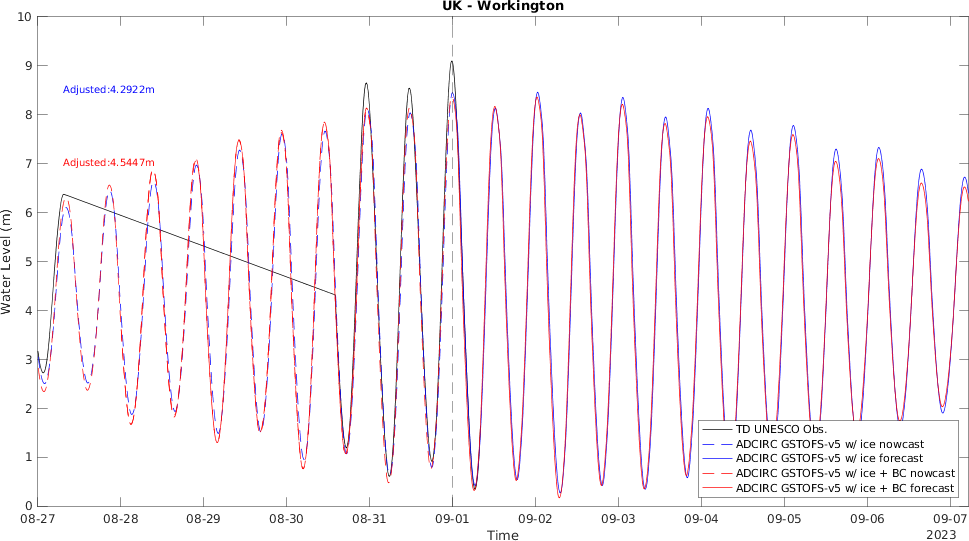 UK - Workington
10
9
8
7
6
5
4
3
2
1
0
Water Level (m)
Adjusted:4.2922m
Adjusted:4.5447m
TD UNESCO Obs.
ADCIRC GSTOFS-v5 w/ ice nowcast
ADCIRC GSTOFS-v5 w/ ice forecast
ADCIRC GSTOFS-v5 w/ ice + BC nowcast
ADCIRC GSTOFS-v5 w/ ice + BC forecast
08-27 08-28 08-29 08-30 08-31 09-01 09-02 09-03 09-04 09-05 09-06 09-07
Time
2023